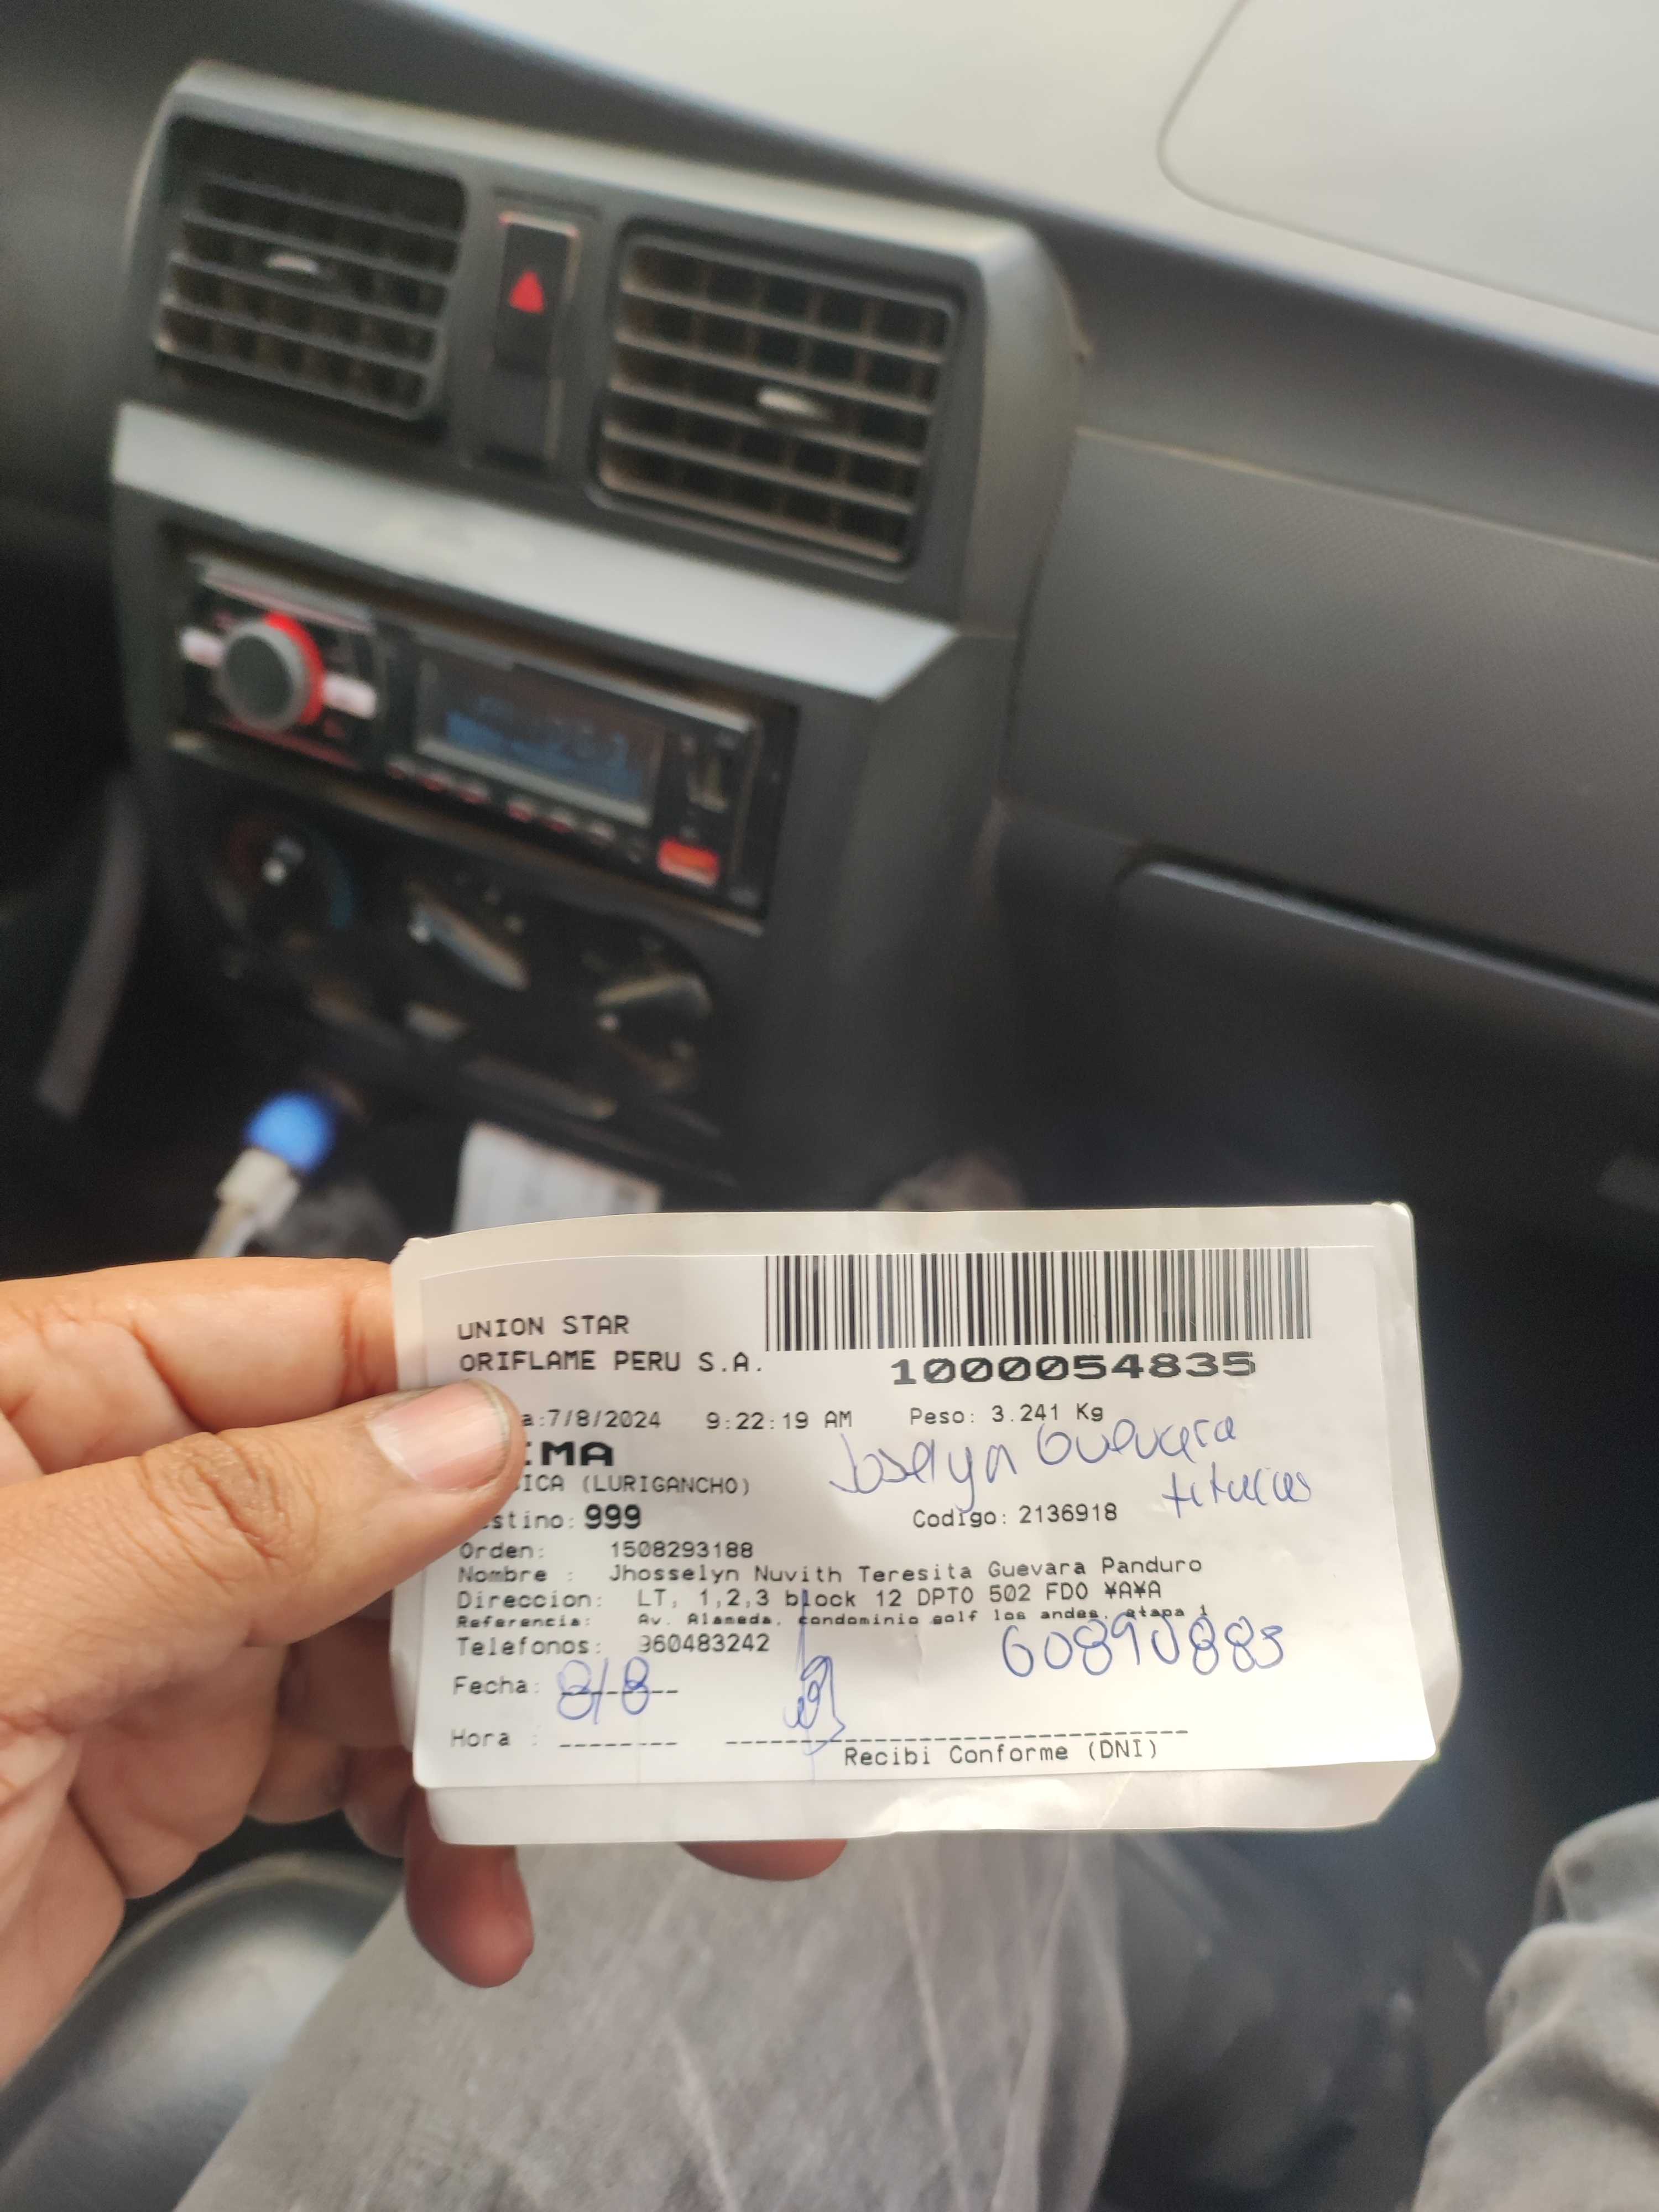 UNION STAR
ORIFLAME PERU S.A.
1000054835
a:7/8/2024 9:22:19 AM Peso: 3.241 Kg
IMA
Joselyn Guevara
SICA (LURIGANCHO)
titular
stino: 999 Codigo: 2136918
Orden: 1508293188
Nombre : Jhosselyn Nuvith Teresita Guevara Panduro
Direccion: LT, 1,2,3 block 12 DPTO 502 FDO ¥A¥A
Referencia: Av. Alameda, condominio golf los andes, etapa 1
Telefonos: 960483242
60890883
Fecha: 8/8
Hora :
Recibi Conforme (DNI)